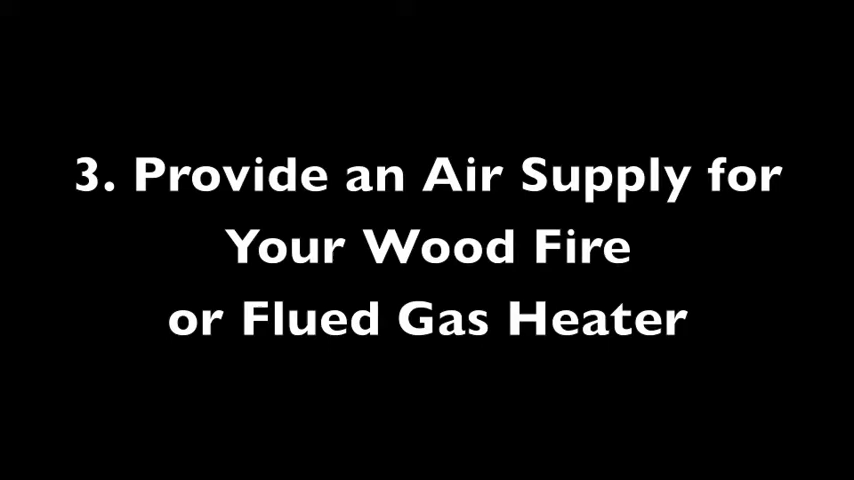 3. Provide an Air Supply for
Your Wood Fire
or Flued Gas Heater